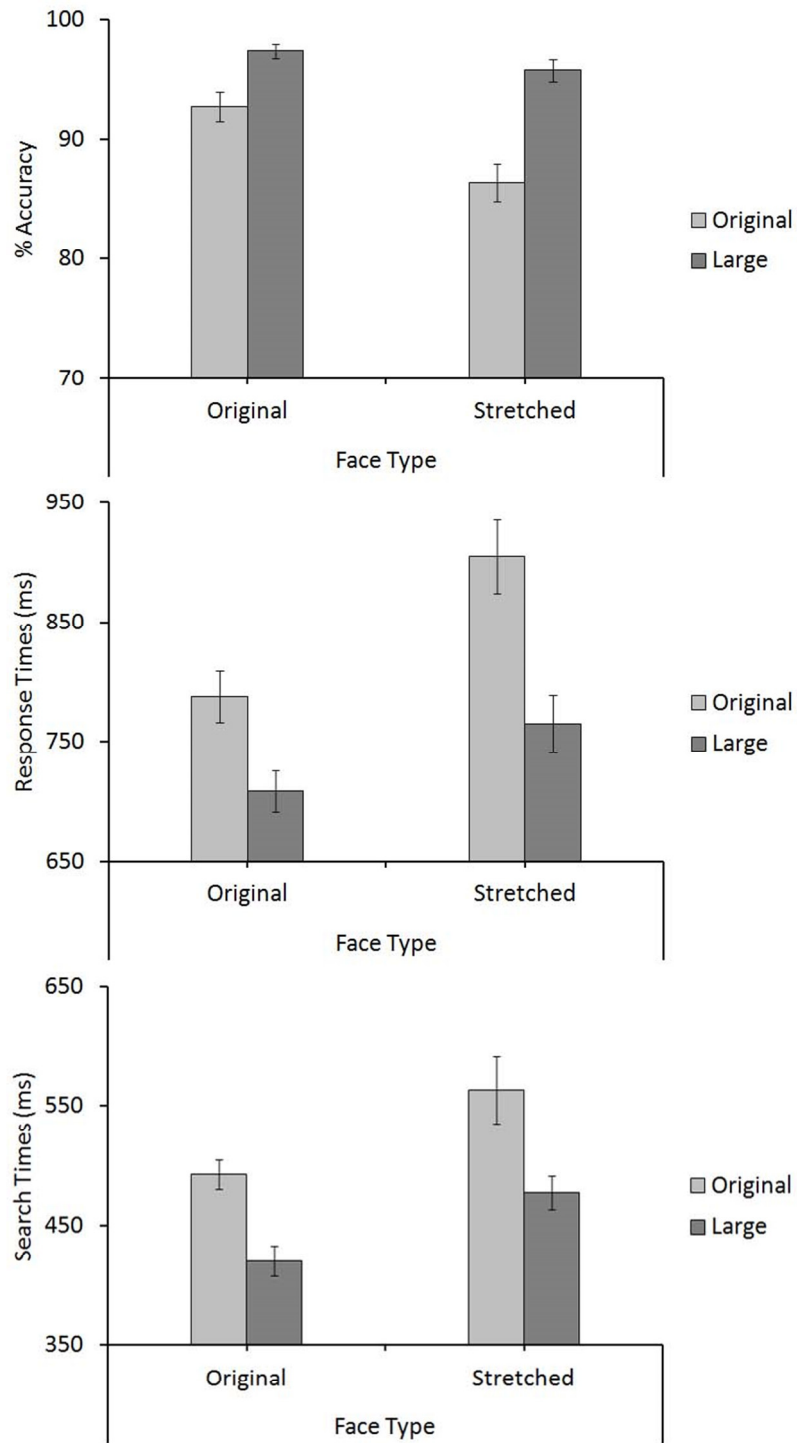 % Accuracy
100
90
80
70
Original
Stretched
Face Type
Original
Large
Response Times (ms)
950
850
750
650
Original
Stretched
Face Type
Original
Large
Search Times (ms)
650
550
450
350
Original
Stretched
Face Type
Original
Large